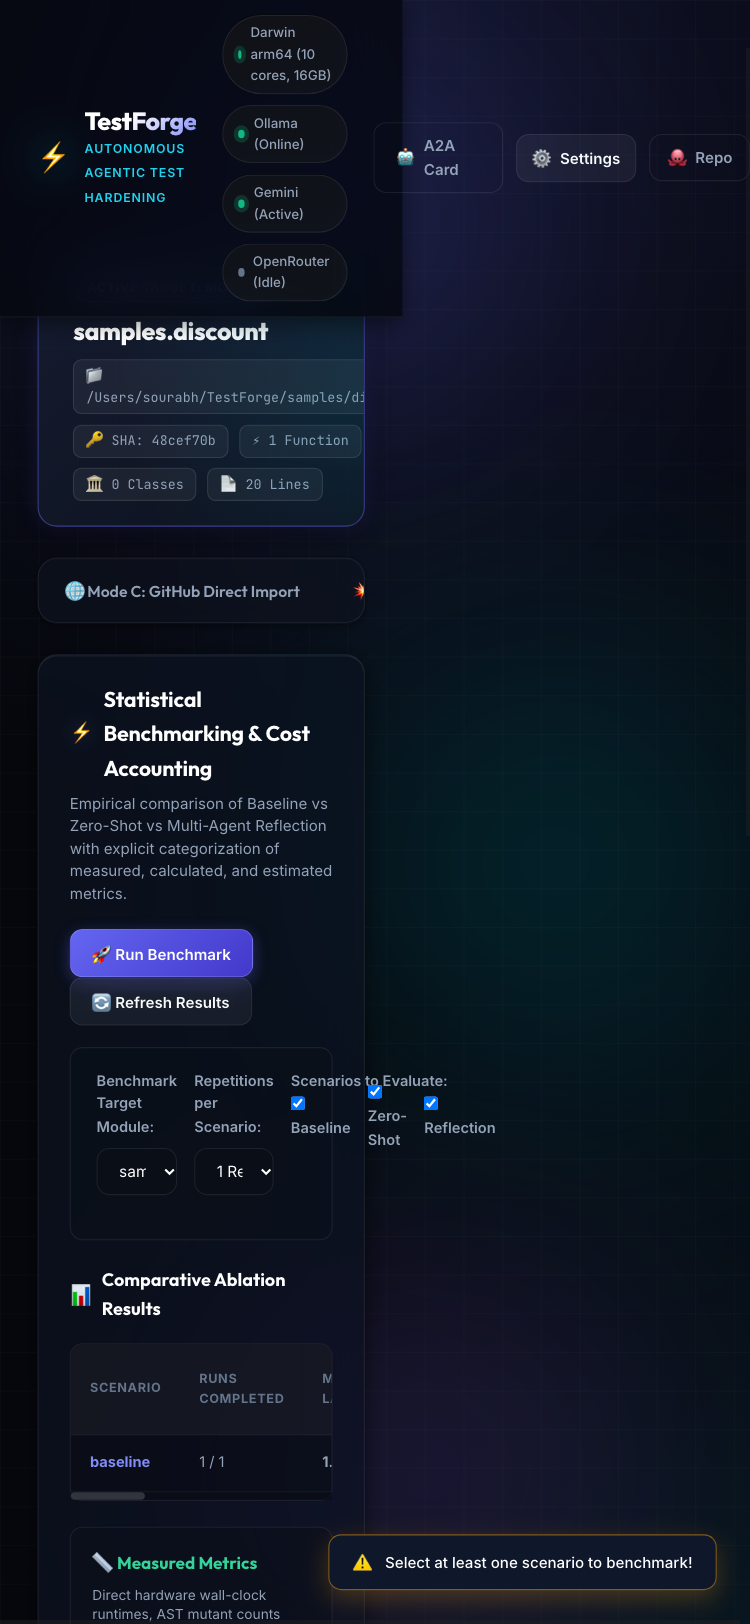 TestForge
AUTONOMOUS
AGENTIC TEST
HARDENING
Darwin
arm64 (10
cores, 16GB)
Ollama
(Online)
Gemini
(Active)
OpenRouter
(Idle)
A2A
Card
Settings
Repo
samples.discount
/Users/sourabh/TestForge/samples/di
SHA: 48cef70b
1 Function
0 Classes
20 Lines
Mode C: GitHub Direct Import
Statistical
Benchmarking & Cost
Accounting
Empirical comparison of Baseline vs
Zero-Shot vs Multi-Agent Reflection
with explicit categorization of
measured, calculated, and estimated
metrics.
Run Benchmark
Refresh Results
Benchmark
Target
Module:
sam
Repetitions
per
Scenario:
1 Re
Scenarios to Evaluate:
Baseline
Zero-
Shot
Reflection
Comparative Ablation
Results
SCENARIO
RUNS
COMPLETED
baseline
1 / 1
1.
Measured Metrics
Direct hardware wall-clock
runtimes, AST mutant counts
Select at least one scenario to benchmark!